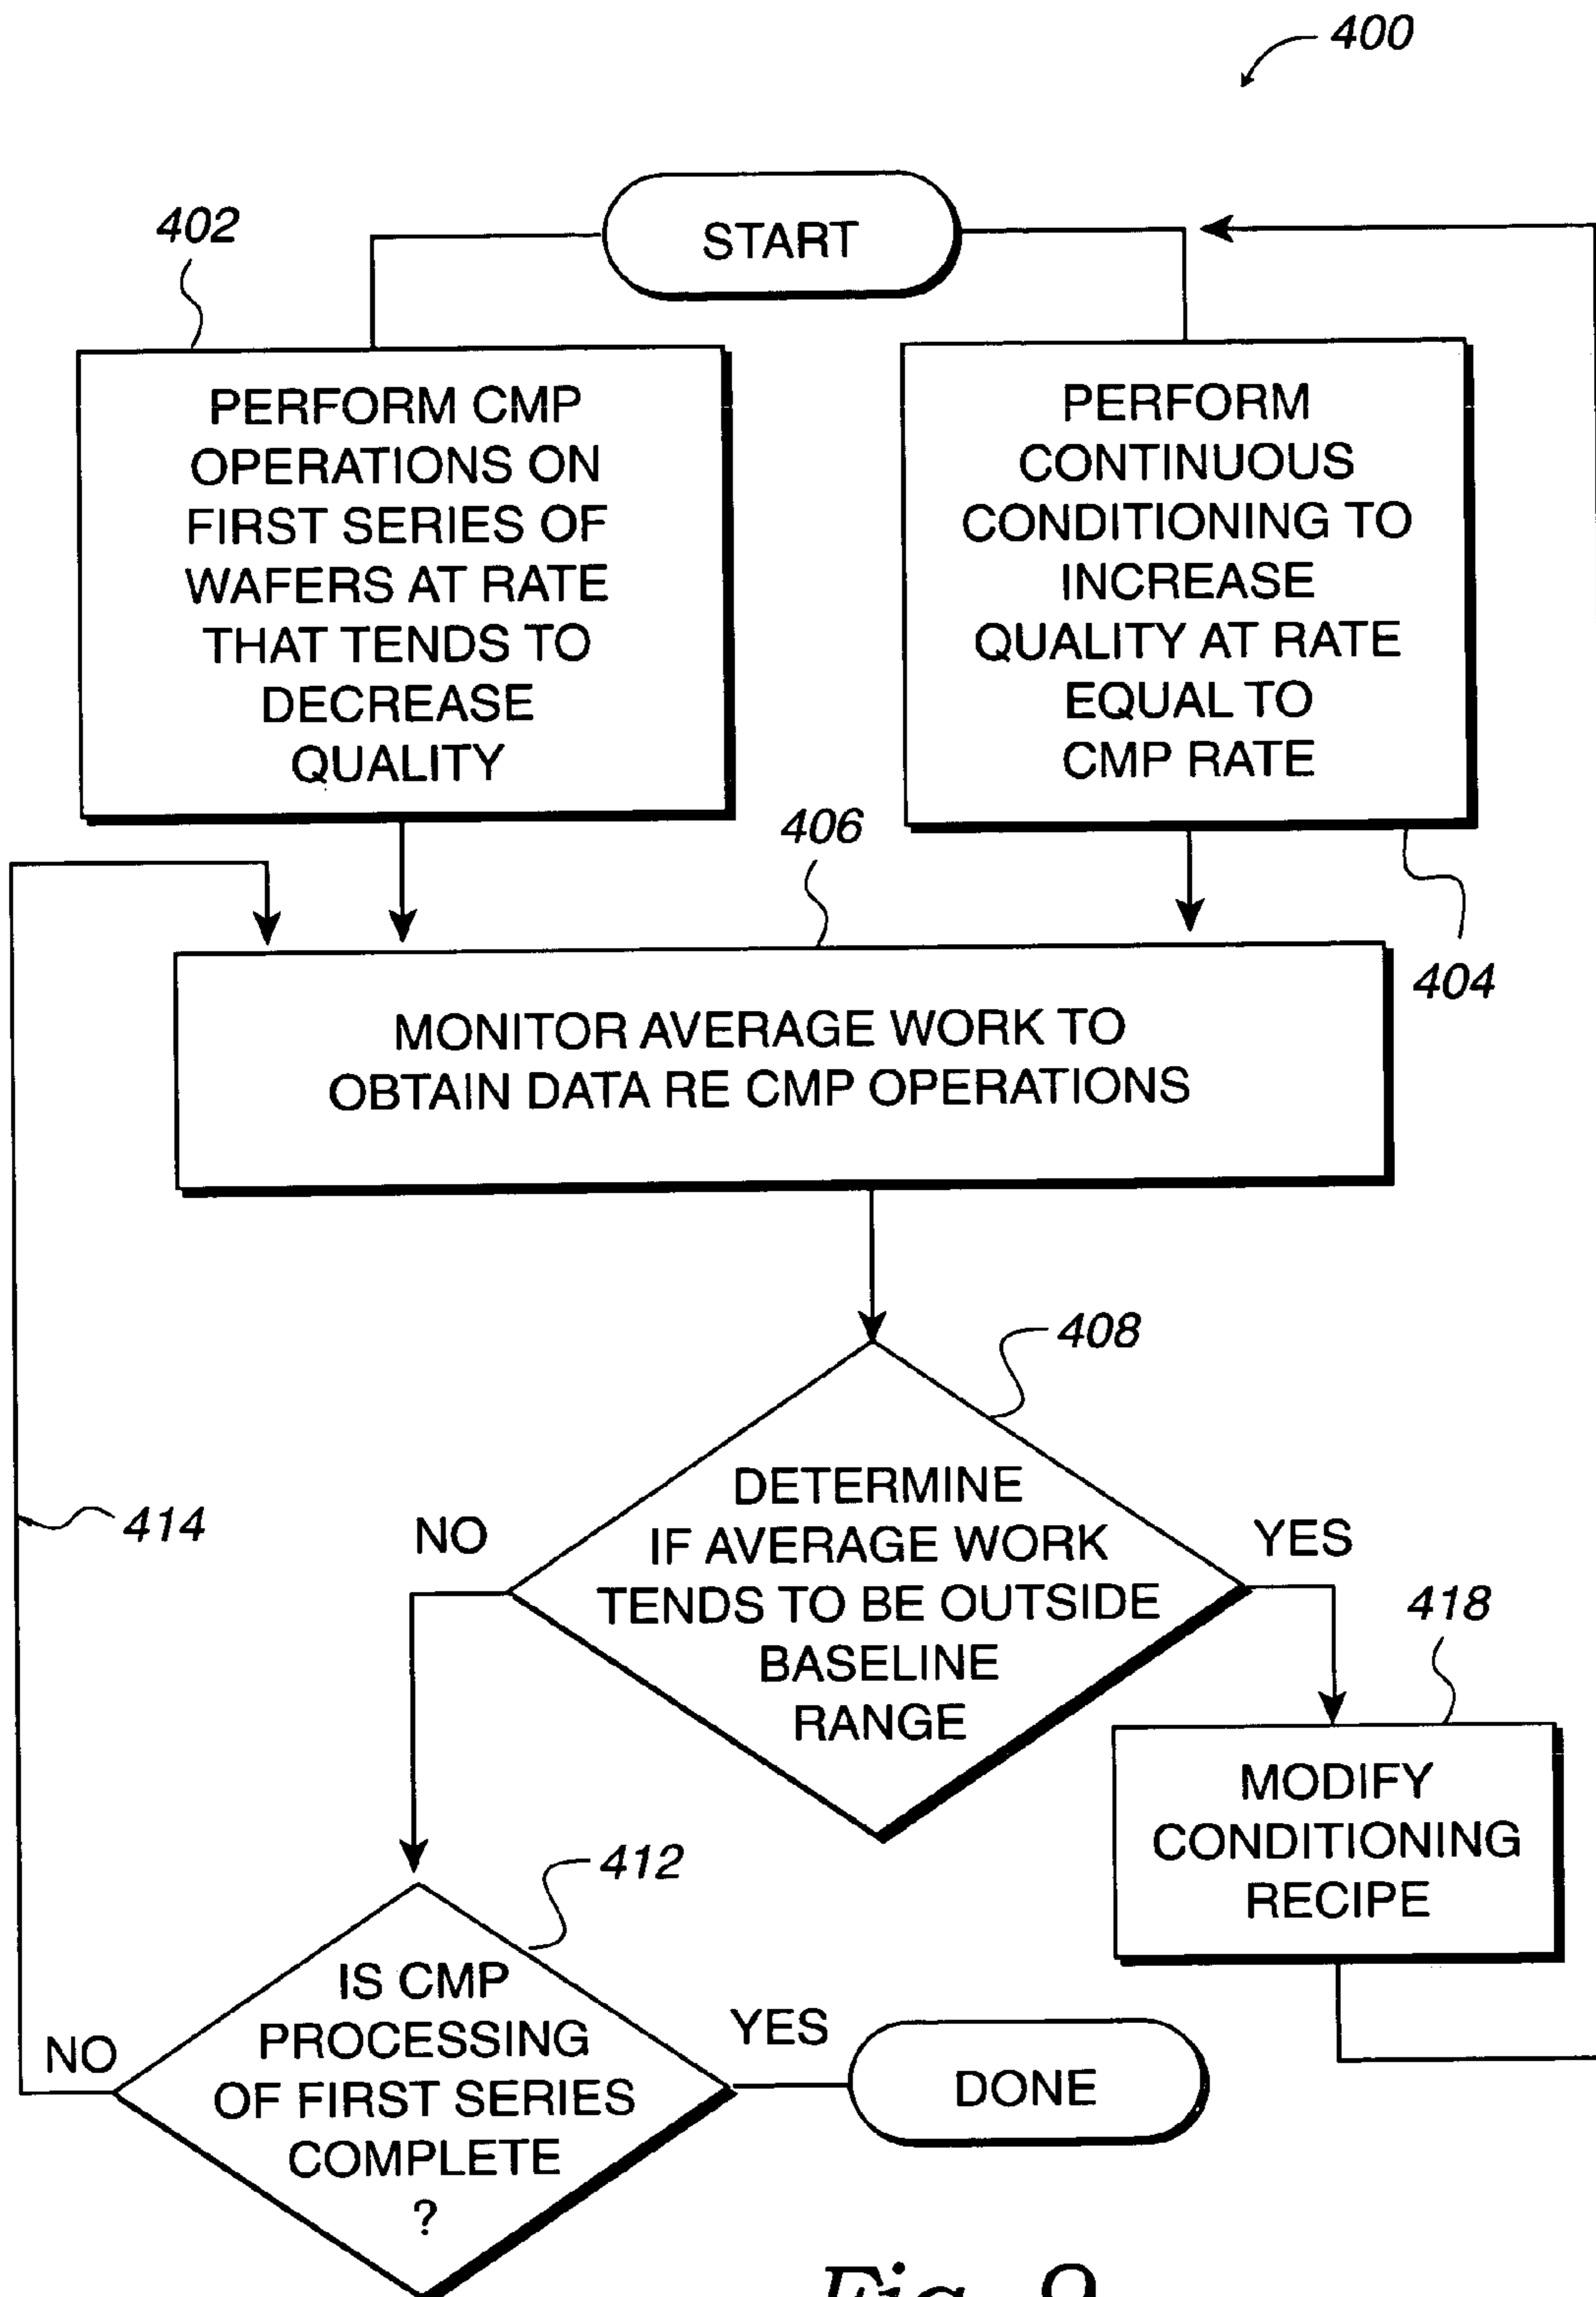 400
START
402
PERFORM CMP
OPERATIONS ON
FIRST SERIES OF
WAFERS AT RATE
THAT TENDS TO
DECREASE
QUALITY
PERFORM
CONTINUOUS
CONDITIONING TO
INCREASE
QUALITY AT RATE
EQUAL TO
CMP RATE
406
404
MONITOR AVERAGE WORK TO
OBTAIN DATA RE CMP OPERATIONS
408
414
NO
DETERMINE
IF AVERAGE WORK
TENDS TO BE OUTSIDE
BASELINE
RANGE
YES
418
MODIFY
CONDITIONING
RECIPE
412
IS CMP
PROCESSING
OF FIRST SERIES
COMPLETE
?
NO
YES
DONE
Fig.